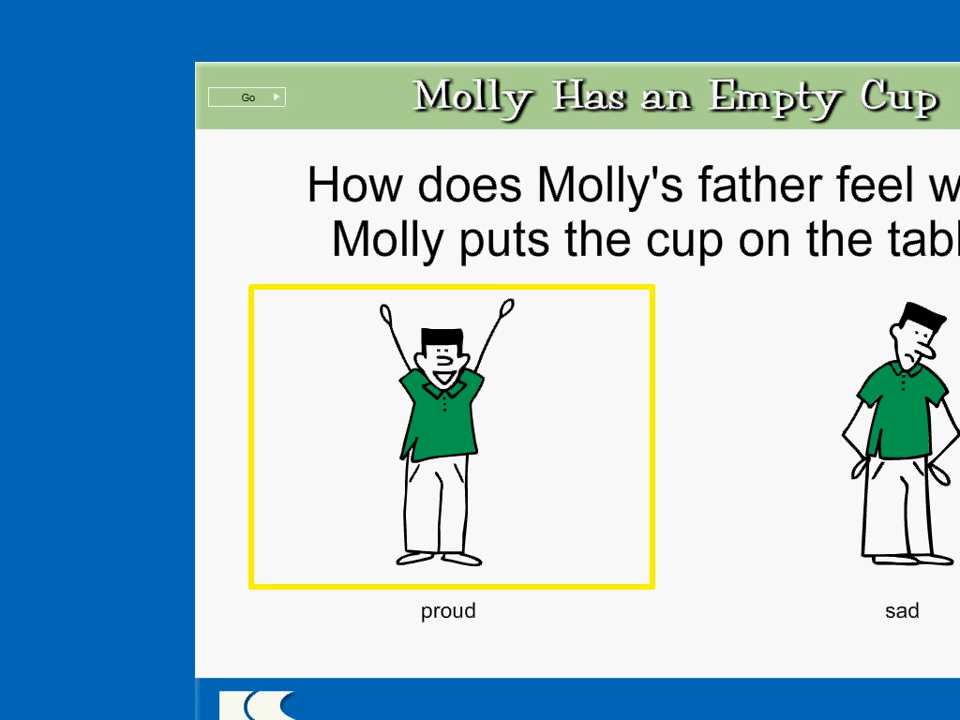 Go
Molly Has an Empty Cup
How does Molly's father feel
Molly puts the cup on the
proud
sad